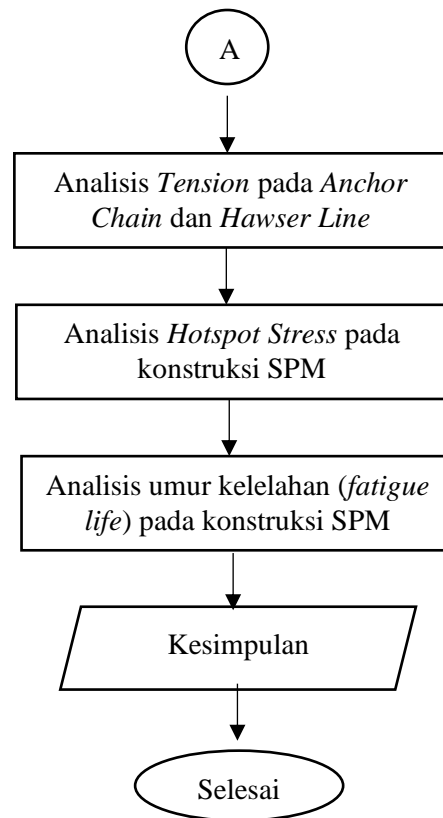 A
Analisis Tension pada Anchor
Chain dan Hawser Line
Analisis Hotspot Stress pada
konstruksi SPM
Analisis umur kelelahan (fatigue
life) pada konstruksi SPM
Kesimpulan
Selesai